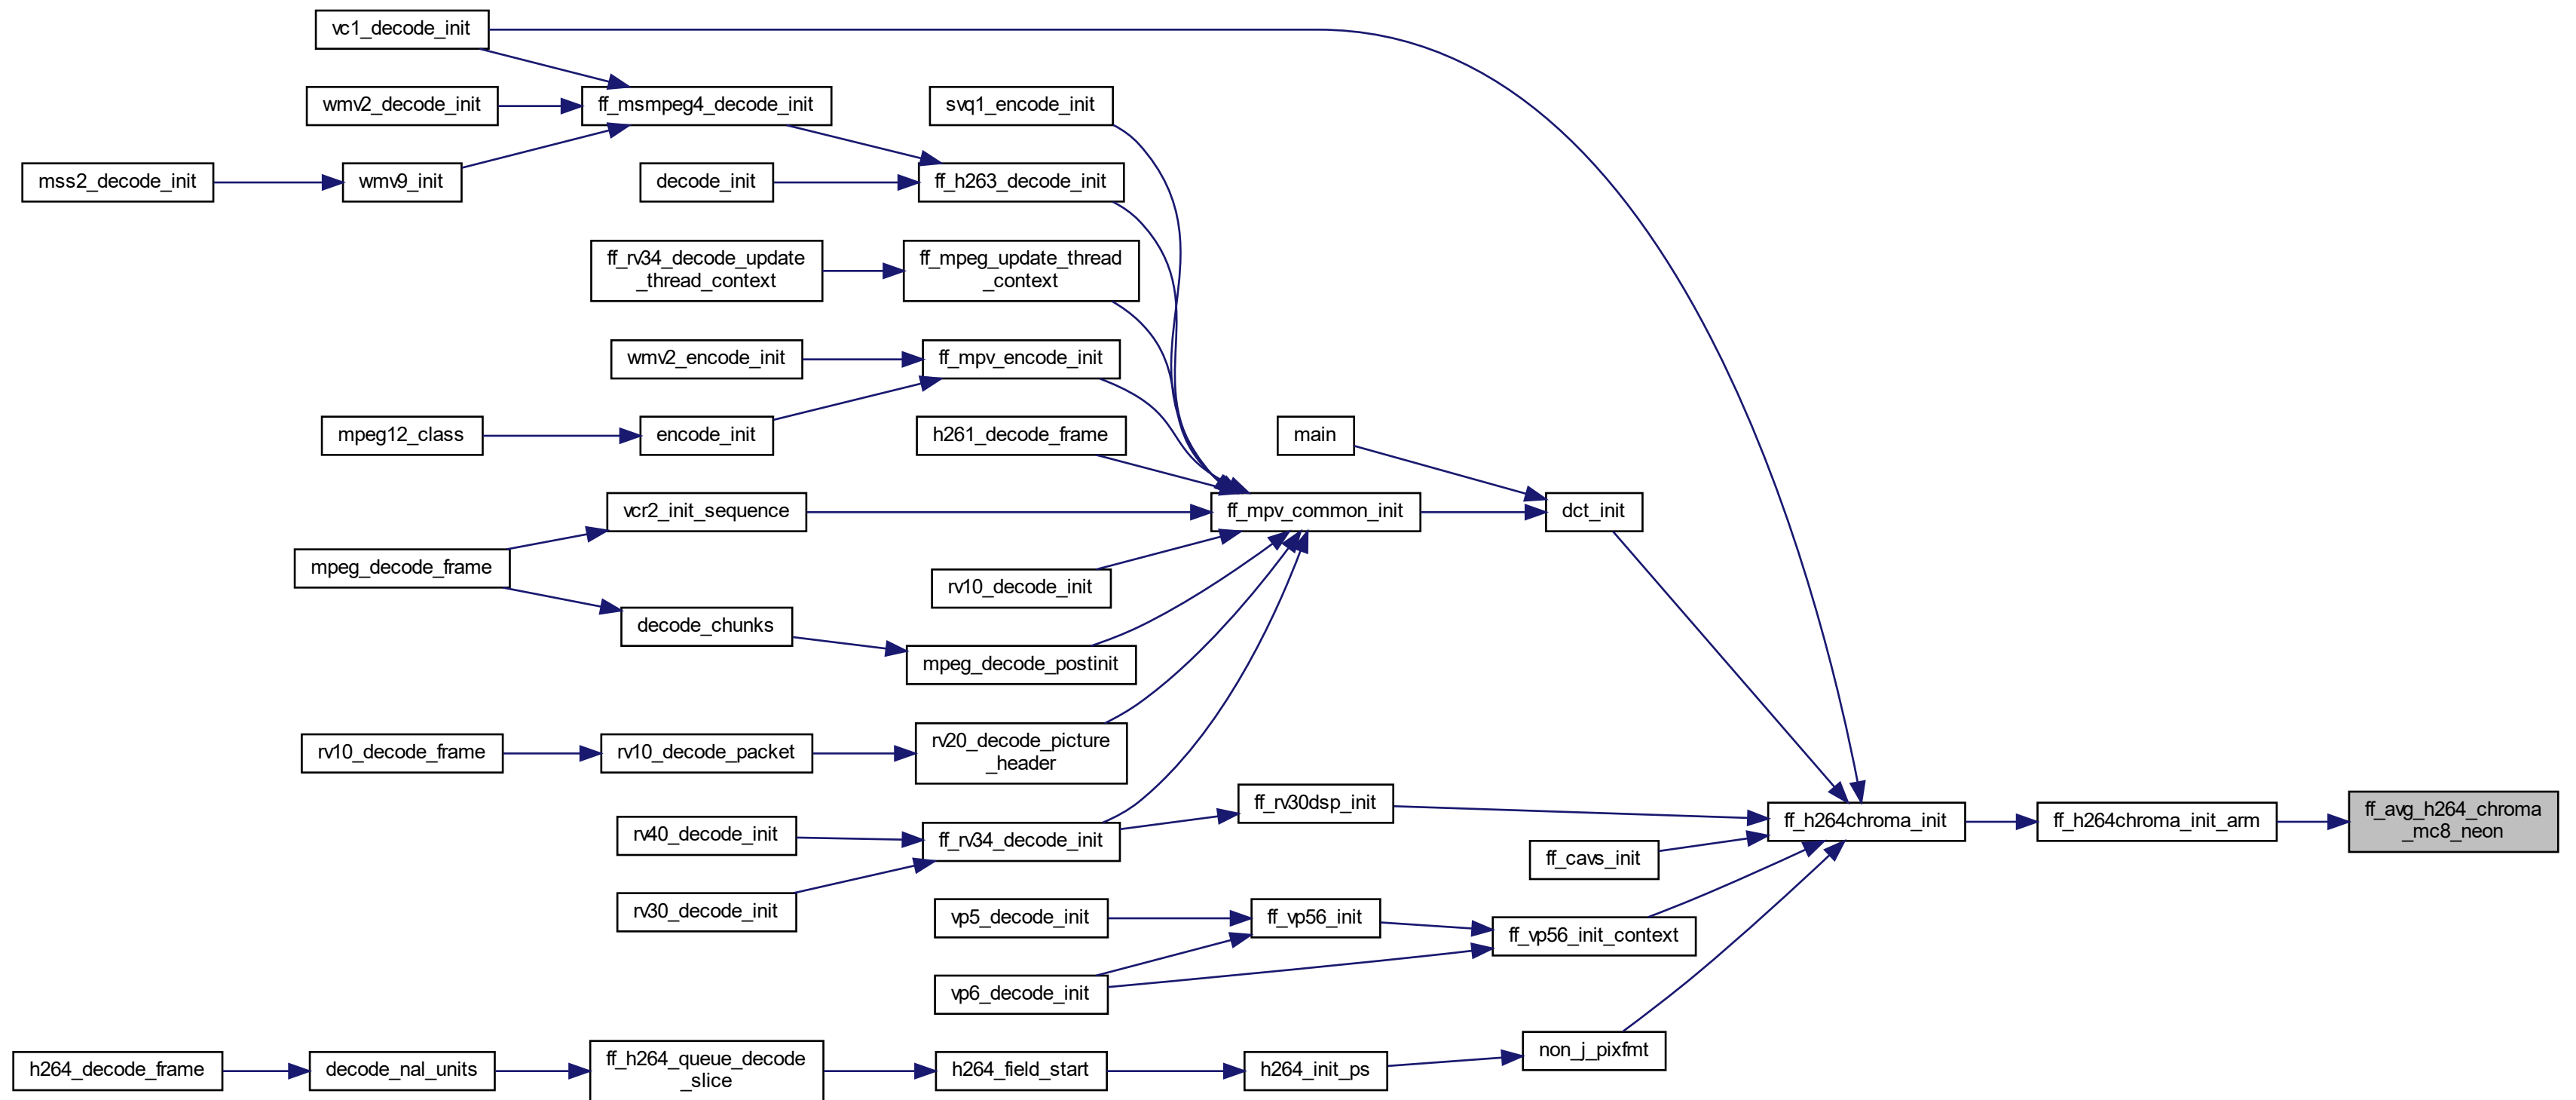 vc1_decode_init
wmv2_decode_init
ff_msmpeg4_decode_init
svq1_encode_init
mss2_decode_init
wmv9_init
decode_init
ff_h263_decode_init
ff_rv34_decode_update
_thread_context
ff_mpeg_update_thread
_context
wmv2_encode_init
ff_mpv_encode_init
mpeg12_class
encode_init
h261_decode_frame
main
vcr2_init_sequence
ff_mpv_common_init
dct_init
mpeg_decode_frame
rv10_decode_init
decode_chunks
mpeg_decode_postinit
rv10_decode_frame
rv10_decode_packet
rv20_decode_picture
_header
ff_rv30dsp_init
rv40_decode_init
ff_rv34_decode_init
ff_h264chroma_init
ff_h264chroma_init_arm
ff_avg_h264_chroma
_mc8_neon
ff_cavs_init
rv30_decode_init
vp5_decode_init
ff_vp56_init
ff_vp56_init_context
vp6_decode_init
non_j_pixfmt
h264_decode_frame
decode_nal_units
ff_h264_queue_decode
_slice
h264_field_start
h264_init_ps